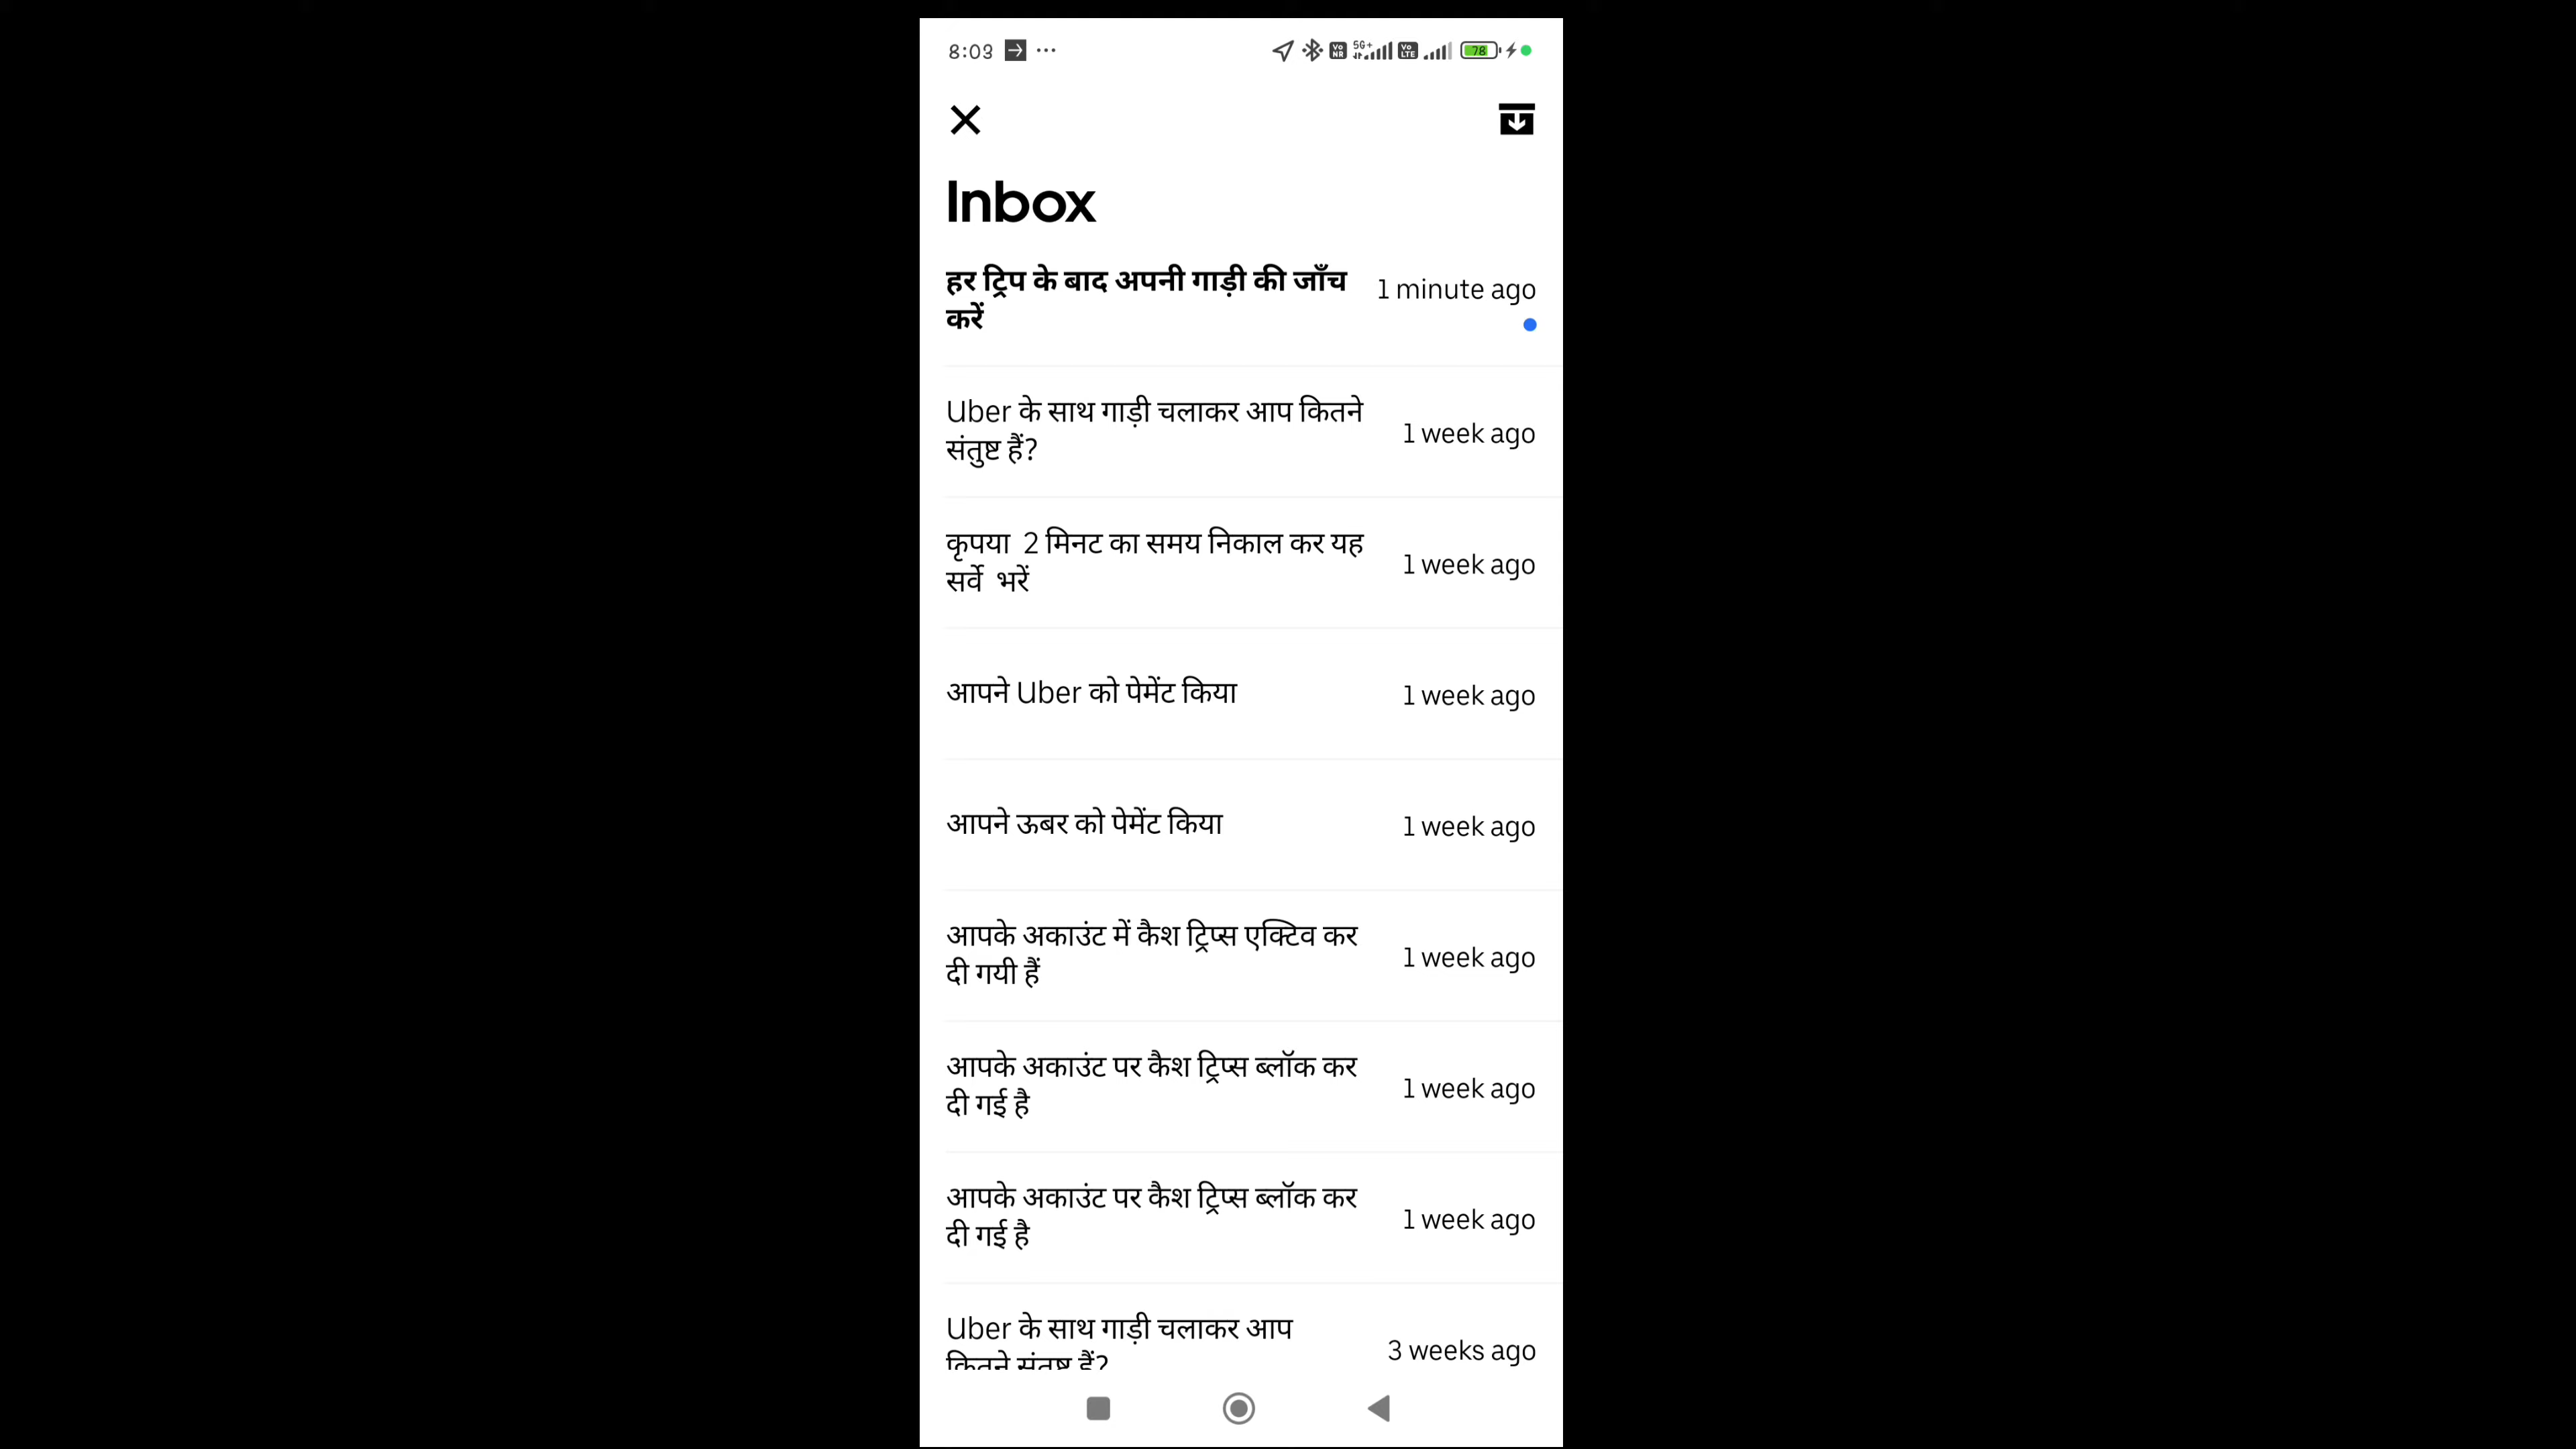 8:03
78
Inbox
हर ट्रिप के बाद अपनी गाड़ी की जाँच
करें
1 minute ago
Uber के साथ गाड़ी चलाकर आप कितने
संतुष्ट हैं?
1 week ago
कृपया 2 मिनट का समय निकाल कर यह
सर्वे भरें
1 week ago
आपने Uber को पेमेंट किया
1 week ago
आपने ऊबर को पेमेंट किया
1 week ago
आपके अकाउंट में कैश ट्रिप्स एक्टिव कर
दी गयी हैं
1 week ago
आपके अकाउंट पर कैश ट्रिप्स ब्लॉक कर
दी गई है
1 week ago
आपके अकाउंट पर कैश ट्रिप्स ब्लॉक कर
दी गई है
1 week ago
Uber के साथ गाड़ी चलाकर आप
कितने संतुष्ट हैं?
3 weeks ago